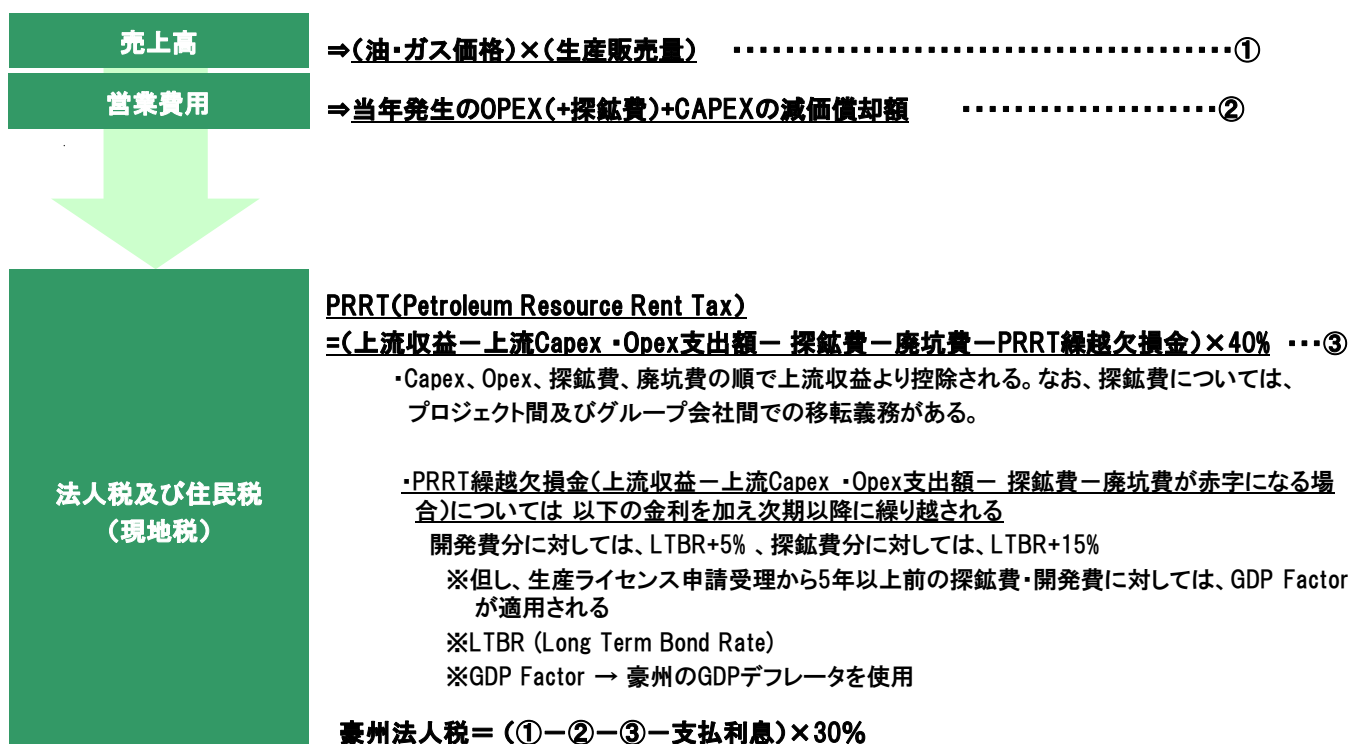 売上高
⇒(油・ガス価格)×(生産販売量) ・・・・・・・・・・・・・・・・・・・・・・・・・・・・・・・・・・・・・・①
営業費用
⇒当年発生のOPEX(+探鉱費)+CAPEXの減価償却額 ・・・・・・・・・・・・・・・・・・・・②
法人税及び住民税
(現地税)
PRRT(Petroleum Resource Rent Tax)
=(上流収益－上流Capex ・Opex支出額－ 探鉱費－廃坑費－PRRT繰越欠損金)×40% ・・・③
・Capex、Opex、探鉱費、廃坑費の順で上流収益より控除される。なお、探鉱費については、
プロジェクト間及びグループ会社間での移転義務がある。
・PRRT繰越欠損金(上流収益－上流Capex ・Opex支出額－ 探鉱費－廃坑費が赤字になる場
合)については 以下の金利を加え次期以降に繰り越される
開発費分に対しては、LTBR+5% 、探鉱費分に対しては、LTBR+15%
※但し、生産ライセンス申請受理から5年以上前の探鉱費・開発費に対しては、GDP Factor
が適用される
※LTBR (Long Term Bond Rate)
※GDP Factor → 豪州のGDPデフレータを使用
豪州法人税＝ (①－②－③－支払利息)×30%